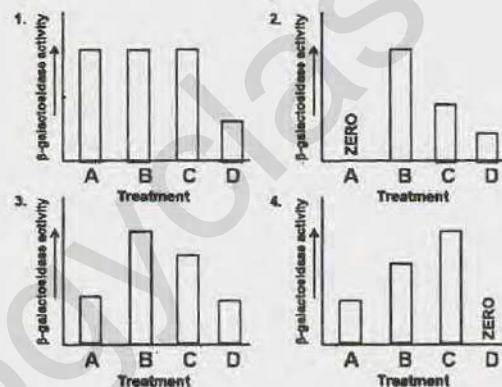 1.
β-galactosidase activity
A B C D
Treatment
2.
β-galactosidase activity
ZERO
A B C D
Treatment
3.
β-galactosidase activity
A B C D
Treatment
4.
β-galactosidase activity
ZERO
A B C D
Treatment